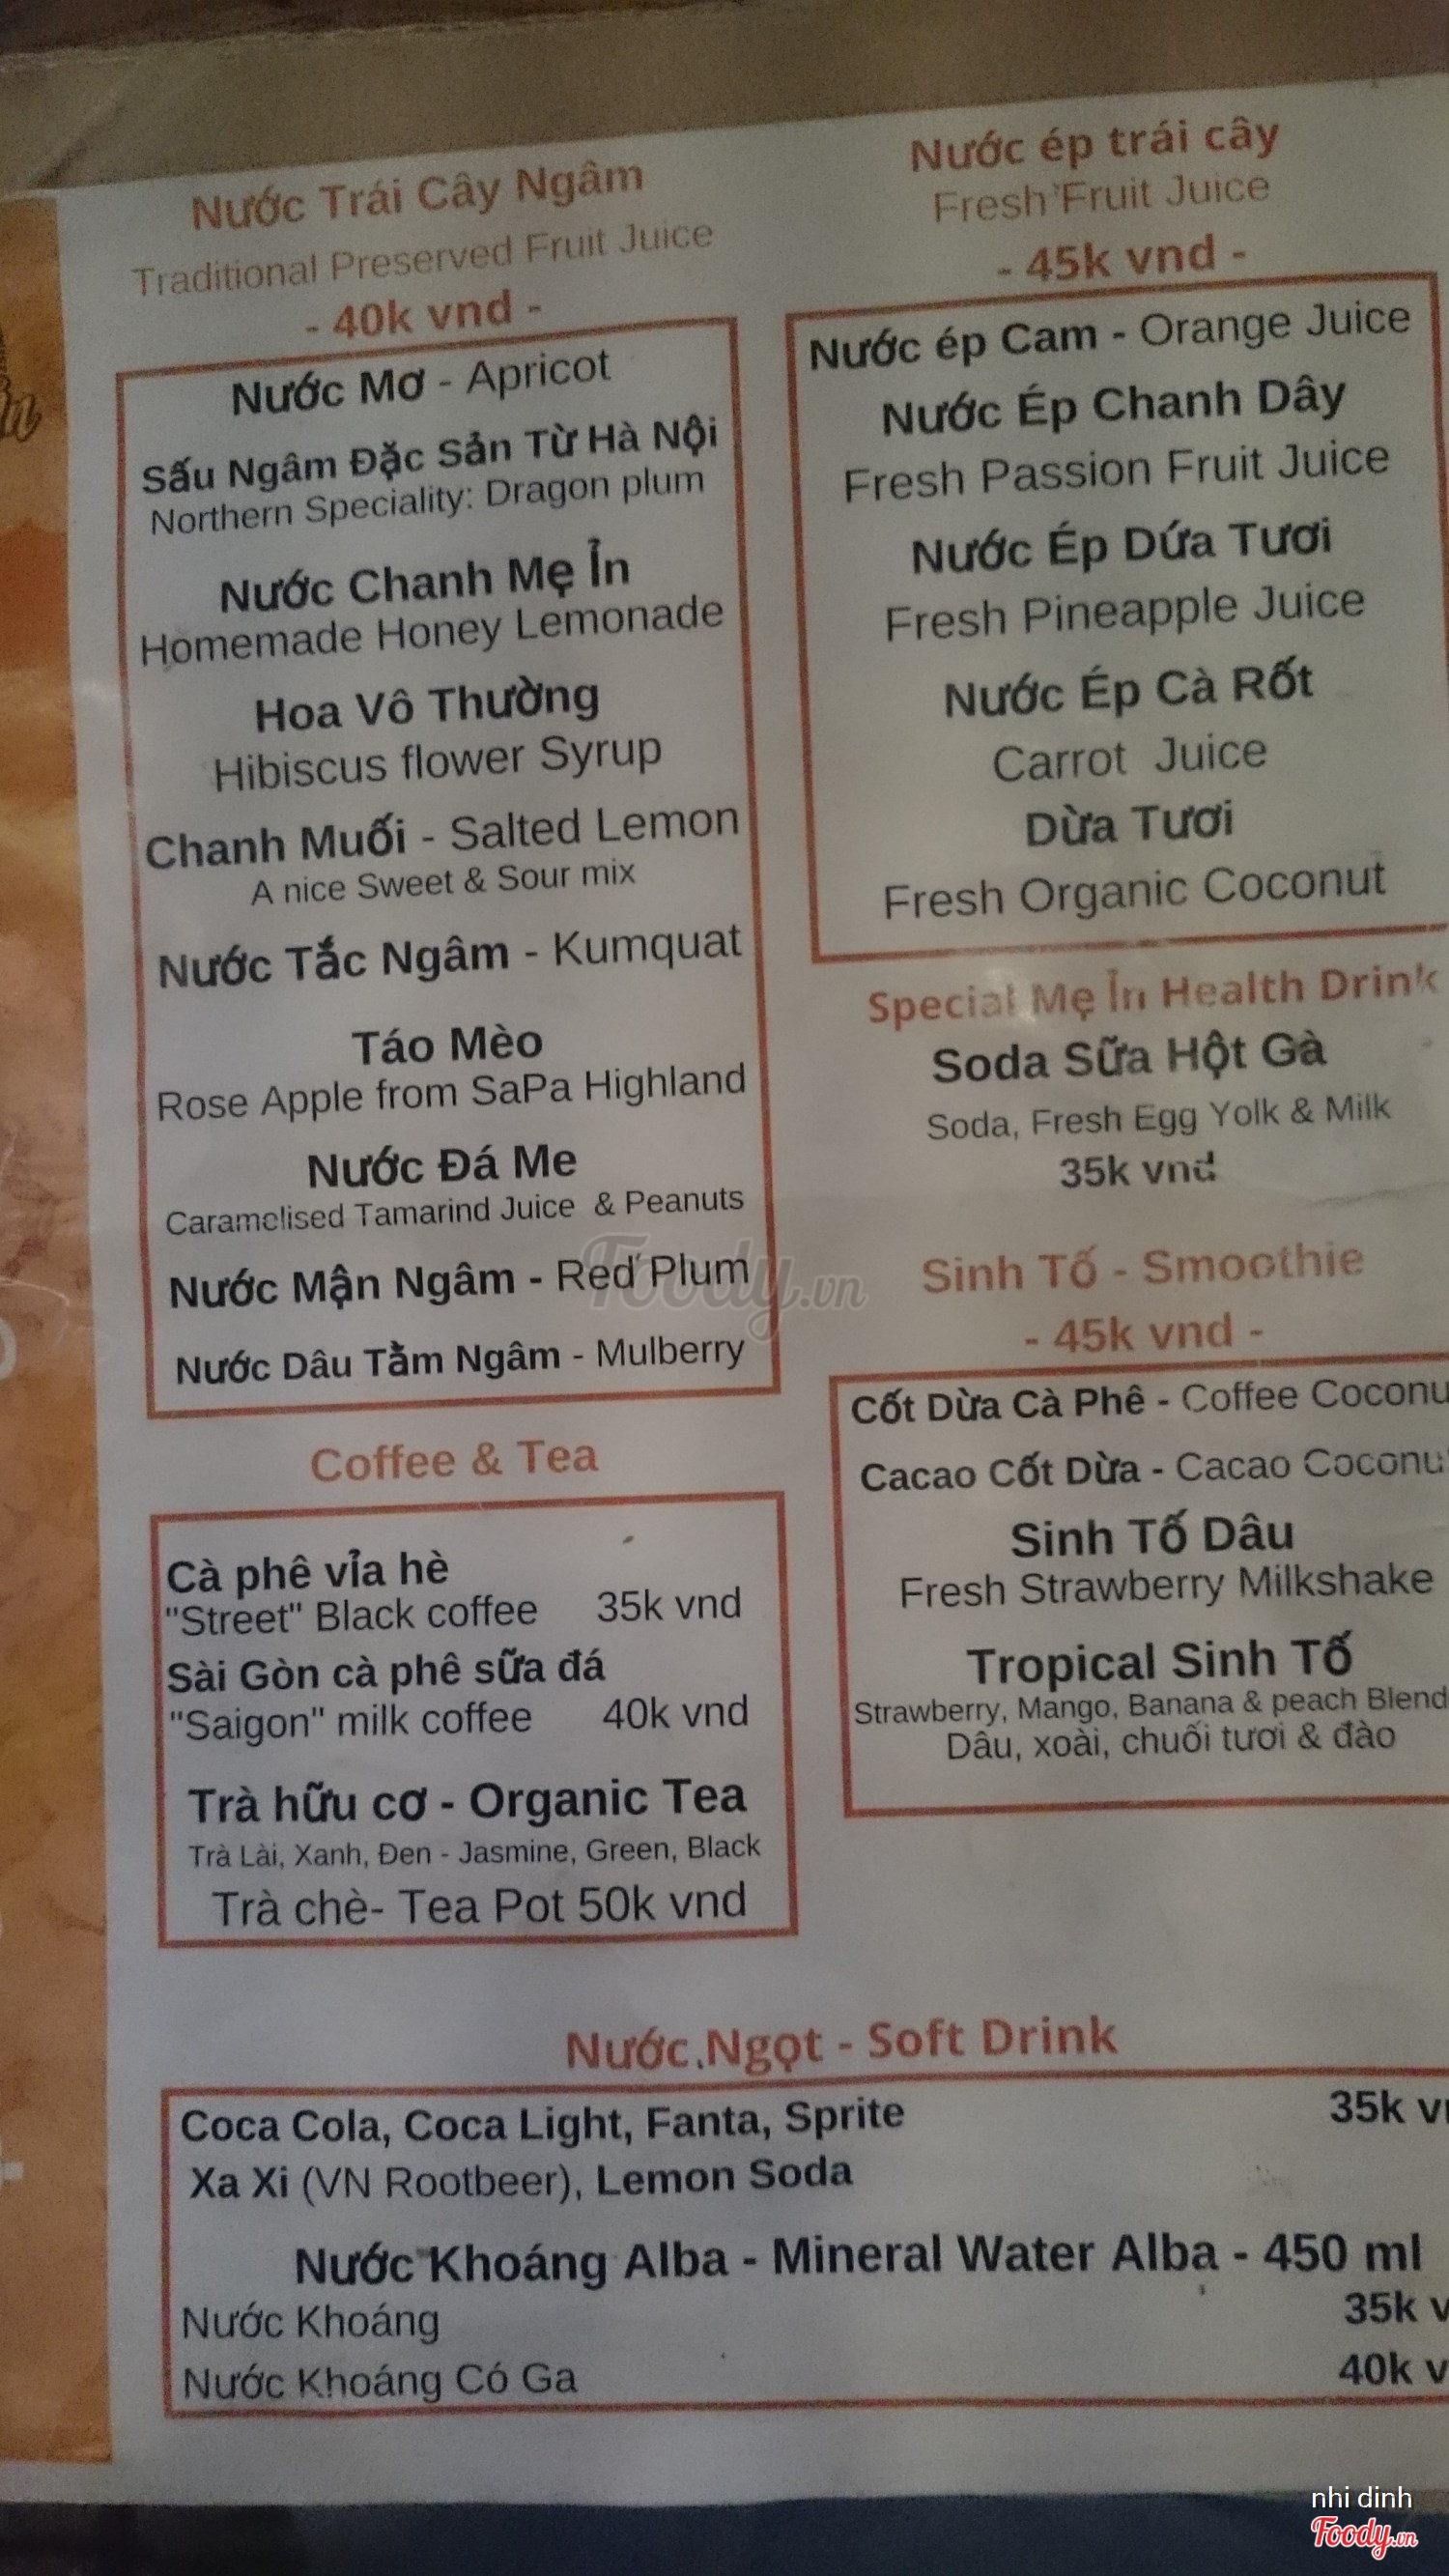 Nước Trái Cây Ngâm
Traditional Preserved Fruit Juice
- 40k vnd -
Nước Mơ - Apricot
Sấu Ngâm Đặc Sản Từ Hà Nội
Northern Speciality: Dragon plum
Nước Chanh Mẹ Ỉn
Homemade Honey Lemonade
Hoa Vô Thường
Hibiscus flower Syrup
Chanh Muối - Salted Lemon
A nice Sweet & Sour mix
Nước Tắc Ngâm - Kumquat
Táo Mèo
Rose Apple from SaPa Highland
Nước Đá Me
Caramelised Tamarind Juice & Peanuts
Nước Mận Ngâm - Red Plum
Nước Dâu Tằm Ngâm - Mulberry
Coffee & Tea
Cà phê vỉa hè
"Street" Black coffee 35k vnd
Sài Gòn cà phê sữa đá
"Saigon" milk coffee 40k vnd
Trà hữu cơ - Organic Tea
Trà Lài, Xanh, Đen - Jasmine, Green, Black
Trà chè- Tea Pot 50k vnd
Nước ép trái cây
Fresh Fruit Juice
- 45k vnd -
Nước ép Cam - Orange Juice
Nước Ép Chanh Dây
Fresh Passion Fruit Juice
Nước Ép Dứa Tươi
Fresh Pineapple Juice
Nước Ép Cà Rốt
Carrot Juice
Dừa Tươi
Fresh Organic Coconut
Special Mẹ Ỉn Health Drink
Soda Sữa Hột Gà
Soda, Fresh Egg Yolk & Milk
35k vnd
Sinh Tố - Smoothie
- 45k vnd -
Cốt Dừa Cà Phê - Coffee Coconu
Cacao Cốt Dừa - Cacao Coconu
Sinh Tố Dâu
Fresh Strawberry Milkshake
Tropical Sinh Tố
Strawberry, Mango, Banana & peach Blend
Dâu, xoài, chuối tươi & đào
Nước Ngọt - Soft Drink
Coca Cola, Coca Light, Fanta, Sprite 35k v
Xa Xi (VN Rootbeer), Lemon Soda
Nước Khoáng Alba - Mineral Water Alba - 450 ml
Nước Khoáng 35k v
Nước Khoáng Có Ga 40k v
Foody.vn
nhi dinh
Foody.vn